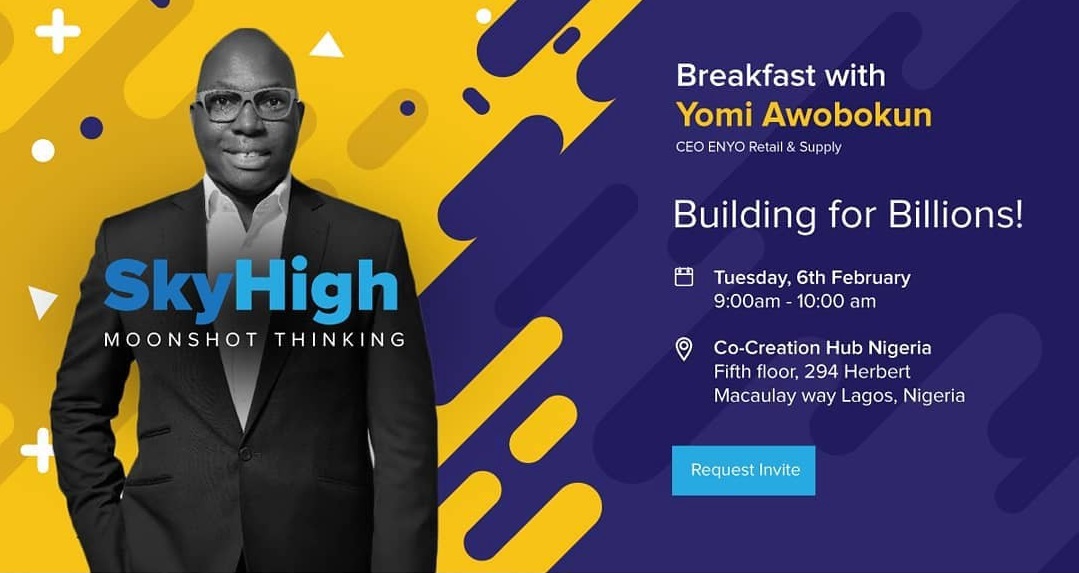 SkyHigh
MOONSHOT THINKING
Breakfast with
Yomi Awobokun
CEO ENYO Retail & Supply
Building for Billions!
Tuesday, 6th February
9:00am - 10:00 am
Co-Creation Hub Nigeria
Fifth floor, 294 Herbert
Macaulay way Lagos, Nigeria
Request Invite